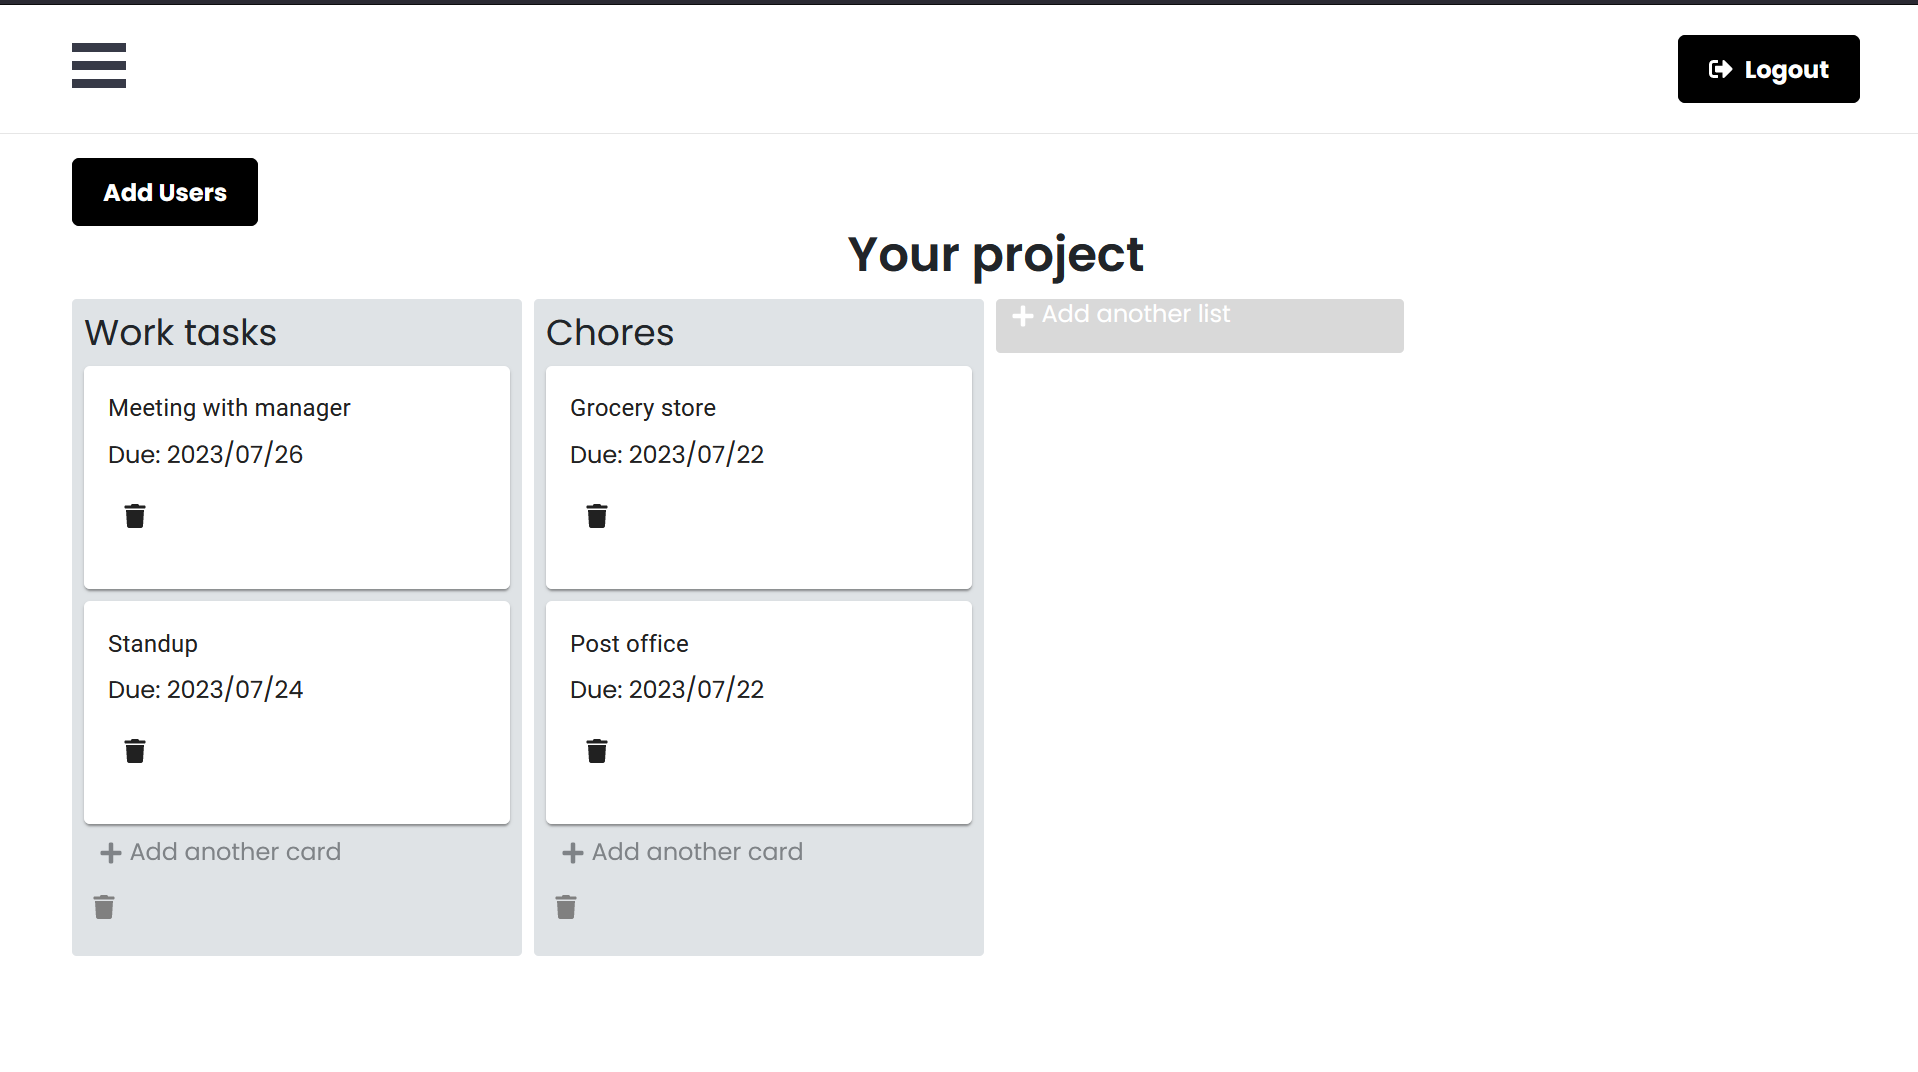 Logout
Add Users
Your project
Work tasks
Meeting with manager
Due: 2023/07/26
Standup
Due: 2023/07/24
Add another card
Chores
Grocery store
Due: 2023/07/22
Post office
Due: 2023/07/22
Add another card
Add another list